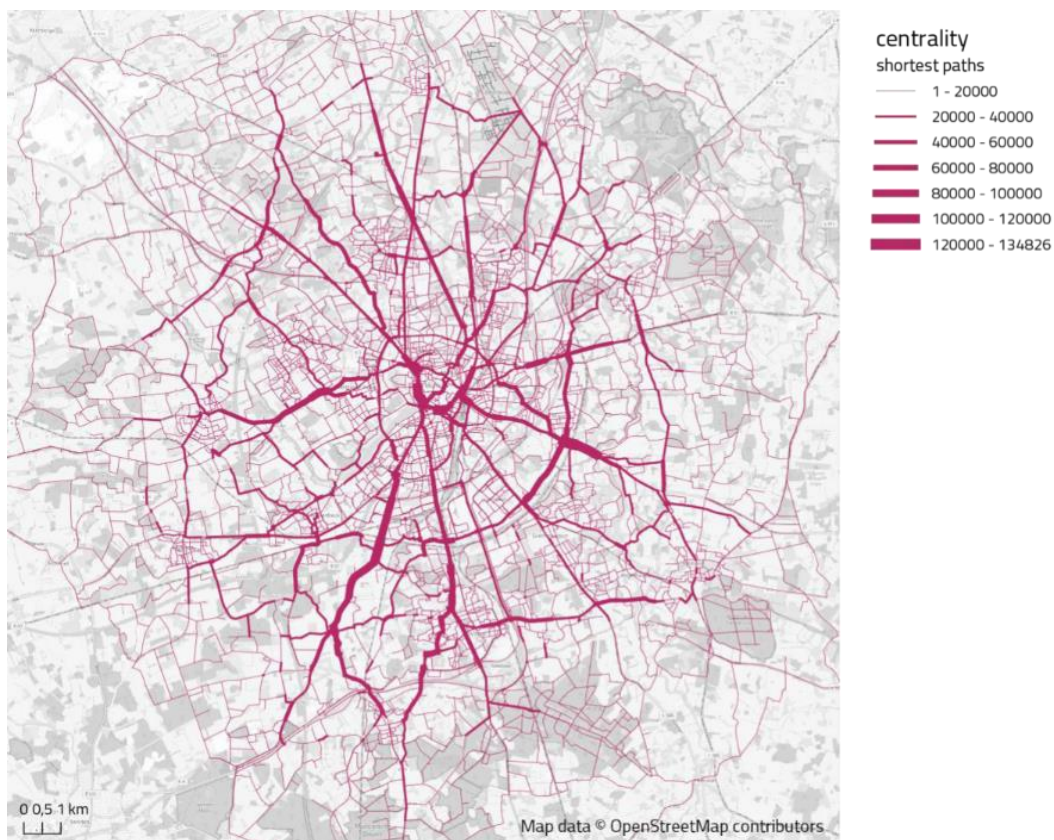 centrality
shortest paths
1 - 20000
20000 - 40000
40000 - 60000
60000 - 80000
80000 - 100000
100000 - 120000
120000 - 134826
0 0,5 1 km
Map data © OpenStreetMap contributors